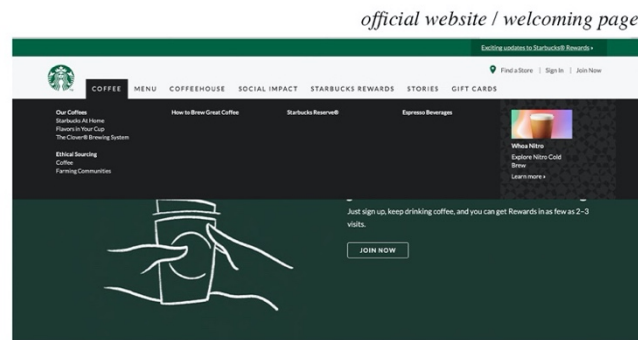 official website / welcoming page
Exciting updates to Starbucks® Rewards ▸
Find a Store | Sign In | Join Now
COFFEE MENU COFFEEHOUSE SOCIAL IMPACT STARBUCKS REWARDS STORIES GIFT CARDS
Our Coffees
Starbucks At Home
Flavors in Your Cup
The Clover® Brewing System
Ethical Sourcing
Coffee
Farming Communities
How to Brew Great Coffee
Starbucks Reserve®
Espresso Beverages
Whoa Nitro
Explore Nitro Cold
Brew
Learn more ▸
Just sign up, keep drinking coffee, and you can get Rewards in as few as 2–3
visits.
JOIN NOW